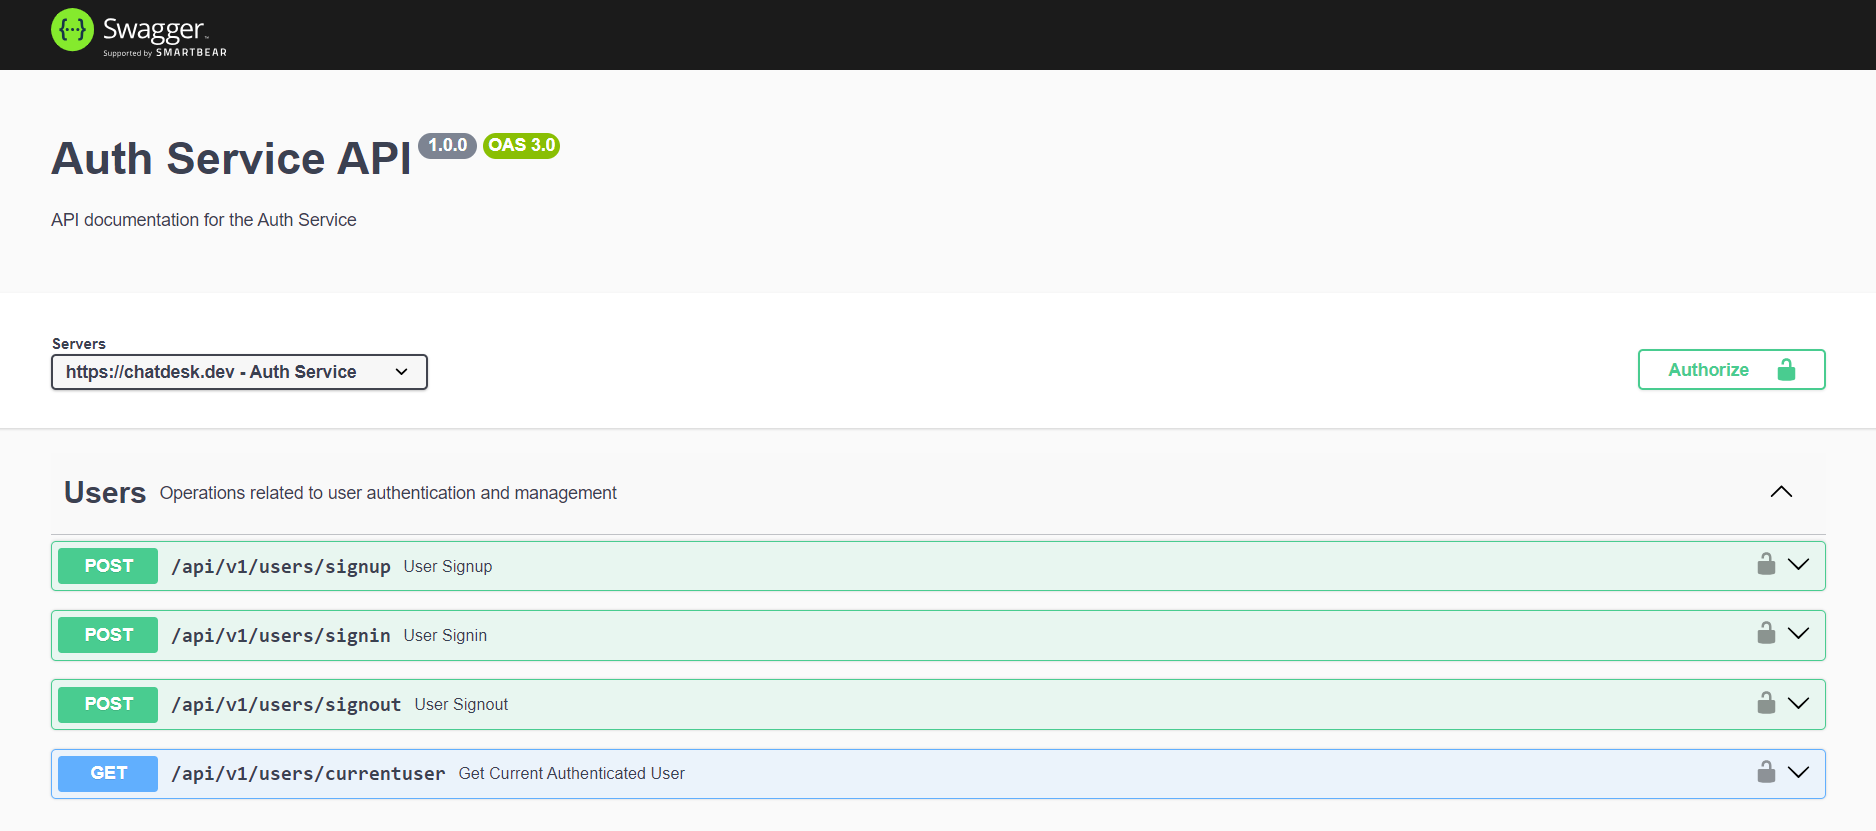 {···} Swagger™
Supported by SMARTBEAR
Auth Service API 1.0.0 OAS 3.0
API documentation for the Auth Service
Servers
https://chatdesk.dev - Auth Service
Authorize
Users Operations related to user authentication and management
POST /api/v1/users/signup User Signup
POST /api/v1/users/signin User Signin
POST /api/v1/users/signout User Signout
GET /api/v1/users/currentuser Get Current Authenticated User